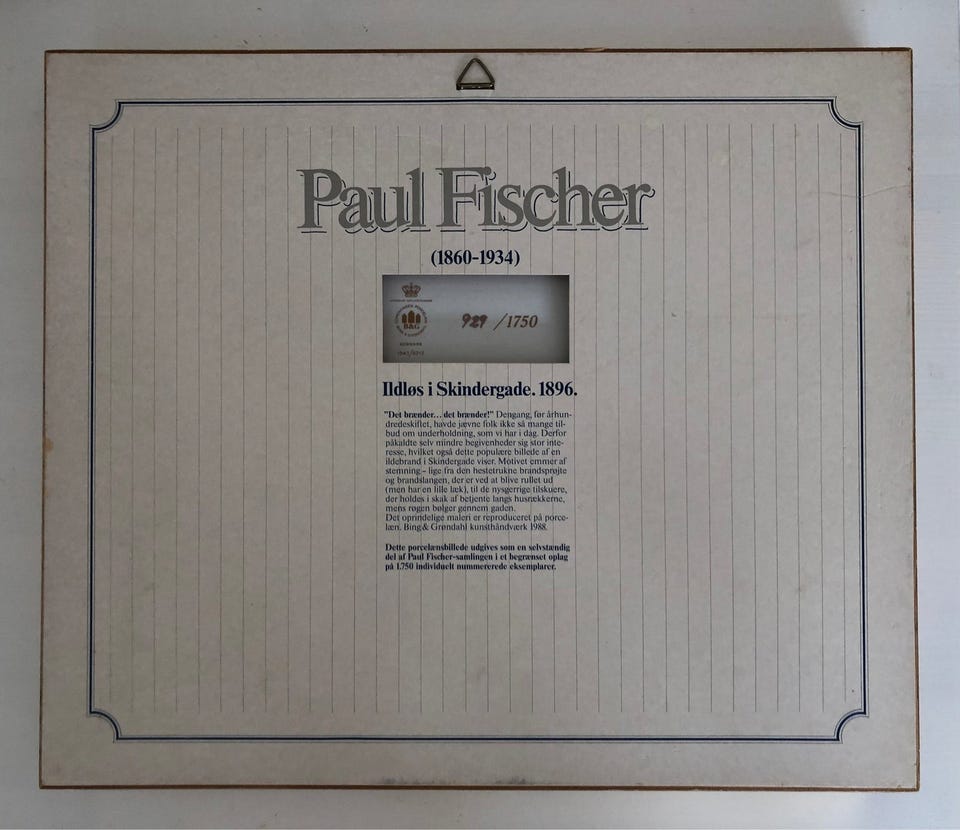 Paul Fischer
(1860-1934)
B&G
929 /1750
Ildløs i Skindergade. 1896.
"Det brænder... det brænder!" Dengang, før århun-
dredeskiftet, havde jævne folk ikke så mange til-
bud om underholdning, som vi har i dag. Derfor
påkaldte selv mindre begivenheder sig stor inte-
resse, hvilket også dette populære billede af en
ildebrand i Skindergade viser. Motivet emmer af
stemning – lige fra den hestetrukne brandsprøjte
og brandslangen, der er ved at blive rullet ud
(men har en lille læk), til de nysgerrige tilskuere,
der holdes i skak af betjente langs husrækkerne,
mens røgen bølger gennem gaden.
Det oprindelige maleri er reproduceret på porce-
læn. Bing & Grøndahl kunsthåndværk 1988.
Dette porcelænsbillede udgives som en selvstændig
del af Paul Fischer-samlingen i et begrænset oplag
på 1.750 individuelt nummererede eksemplarer.